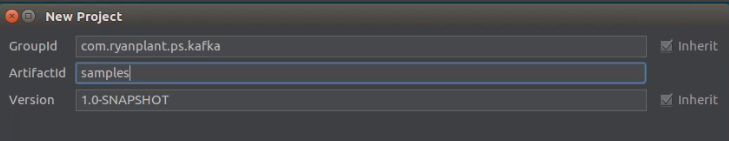 New Project
GroupId com.ryanplant.ps.kafka Inherit
ArtifactId samples
Version 1.0-SNAPSHOT Inherit